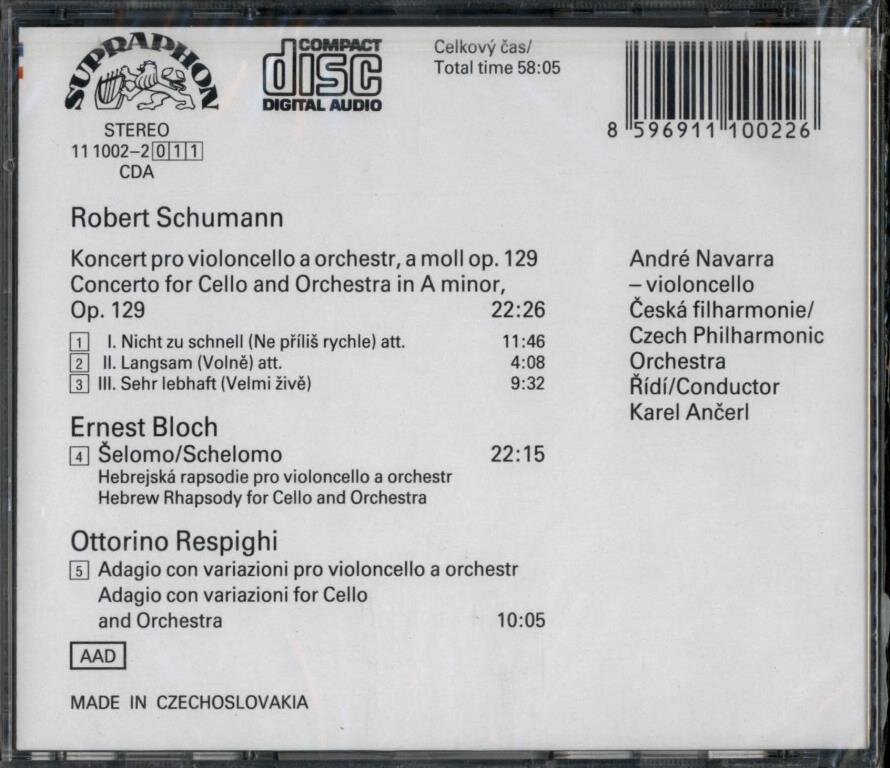 SUPRAPHON
STEREO
11 1002-2 011
CDA
COMPACT
disc
DIGITAL AUDIO
Celkový čas/
Total time 58:05
8 596911 100226
Robert Schumann
Koncert pro violoncello a orchestr, a moll op. 129
Concerto for Cello and Orchestra in A minor,
Op. 129 22:26
1 I. Nicht zu schnell (Ne příliš rychle) att. 11:46
2 II. Langsam (Volně) att. 4:08
3 III. Sehr lebhaft (Velmi živě) 9:32
Ernest Bloch
4 Šelomo/Schelomo 22:15
Hebrejská rapsodie pro violoncello a orchestr
Hebrew Rhapsody for Cello and Orchestra
Ottorino Respighi
5 Adagio con variazioni pro violoncello a orchestr
Adagio con variazioni for Cello
and Orchestra 10:05
AAD
MADE IN CZECHOSLOVAKIA
André Navarra
– violoncello
Česká filharmonie/
Czech Philharmonic
Orchestra
Řídí/Conductor
Karel Ančerl